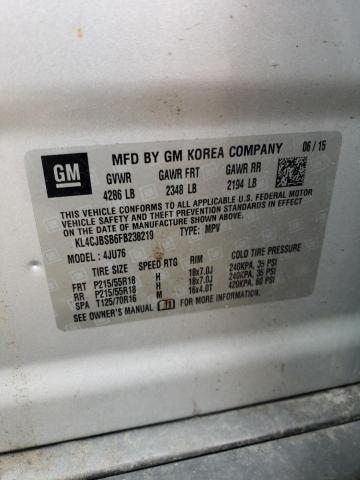 GM
MFD BY GM KOREA COMPANY 06/15
GVWR GAWR FRT GAWR RR
4286 LB 2348 LB 2194 LB
THIS VEHICLE CONFORMS TO ALL APPLICABLE U.S. FEDERAL MOTOR
VEHICLE SAFETY, BUMPER, AND THEFT PREVENTION STANDARDS IN
EFFECT ON THE DATE OF MANUFACTURE SHOWN ABOVE.
KL4CJBSB6FB238219 TYPE: MPV
MODEL: 4JU76
TIRE SIZE SPEED RTG RIM COLD TIRE PRESSURE
FRT P215/55R18 H 18x7.0J 240KPA, 35 PSI
RR P215/55R18 H 18x7.0J 240KPA, 35 PSI
SPA T125/70R16 M 16x4.0T 420KPA, 60 PSI
SEE OWNER'S MANUAL FOR MORE INFORMATION.